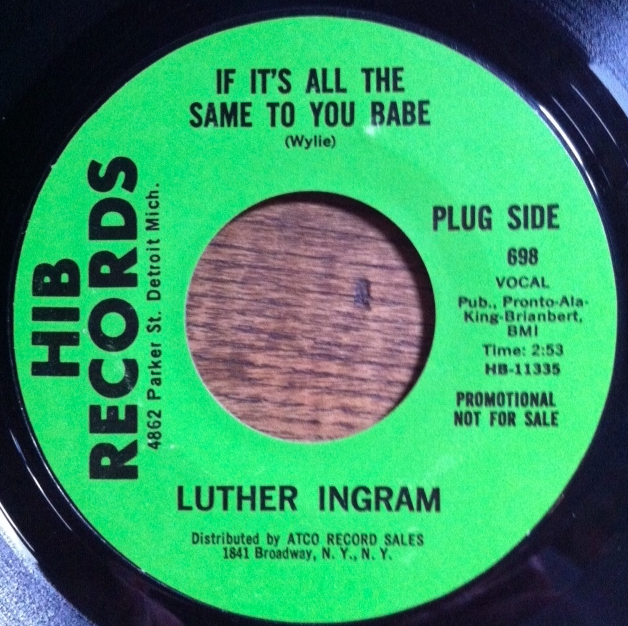 IF IT'S ALL THE
SAME TO YOU BABE
(Wylie)
HIB
RECORDS
4862 Parker St. Detroit Mich.
PLUG SIDE
698
VOCAL
Pub., Pronto-Ala-
King-Brianbert,
BMI
Time: 2:53
HB-11335
PROMOTIONAL
NOT FOR SALE
LUTHER INGRAM
Distributed by ATCO RECORD SALES
1841 Broadway, N. Y., N. Y.